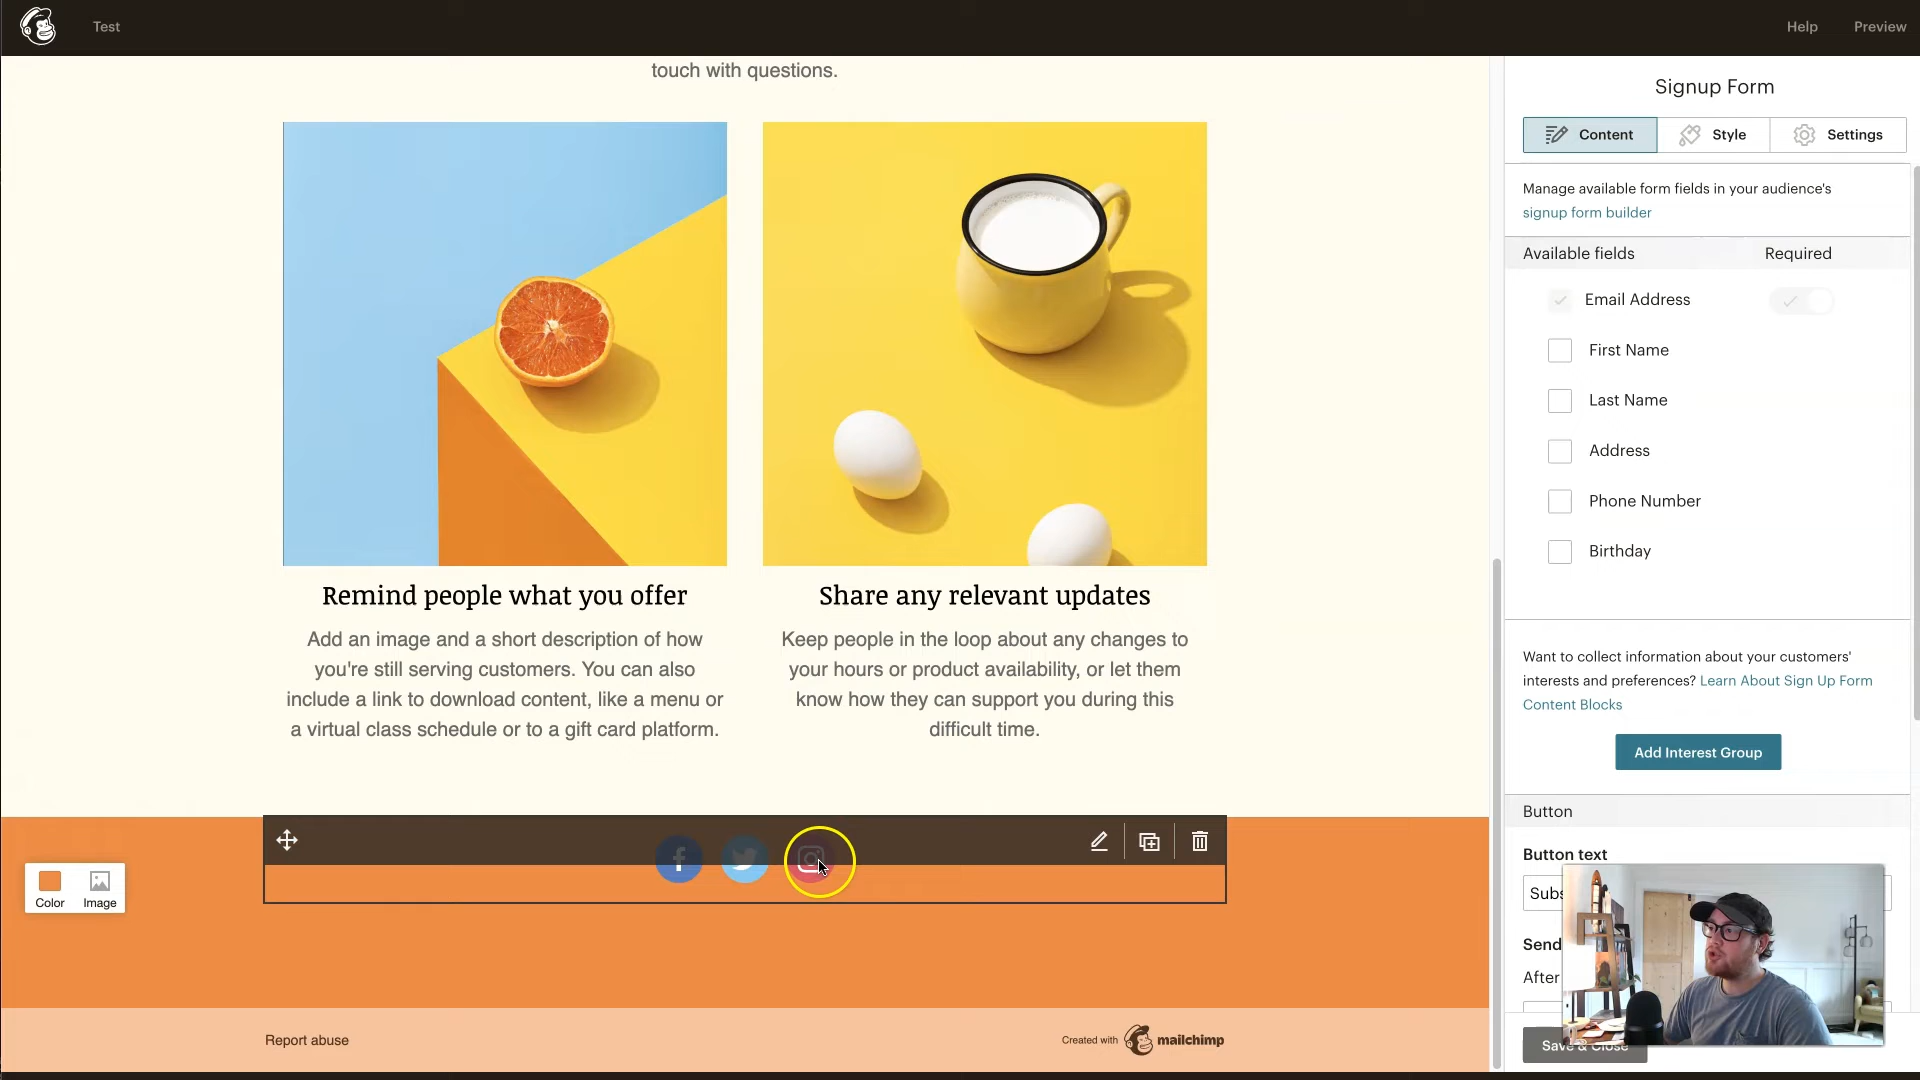 Test
Help
Preview
touch with questions.
Remind people what you offer
Add an image and a short description of how
you're still serving customers. You can also
include a link to download content, like a menu or
a virtual class schedule or to a gift card platform.
Share any relevant updates
Keep people in the loop about any changes to
your hours or product availability, or let them
know how they can support you during this
difficult time.
Color
Image
Report abuse
Created with
mailchimp
Signup Form
Content
Style
Settings
Manage available form fields in your audience's
signup form builder
Available fields
Required
Email Address
First Name
Last Name
Address
Phone Number
Birthday
Want to collect information about your customers'
interests and preferences? Learn About Sign Up Form
Content Blocks
Add Interest Group
Button
Button text
Subs
Send
After
Save & Close